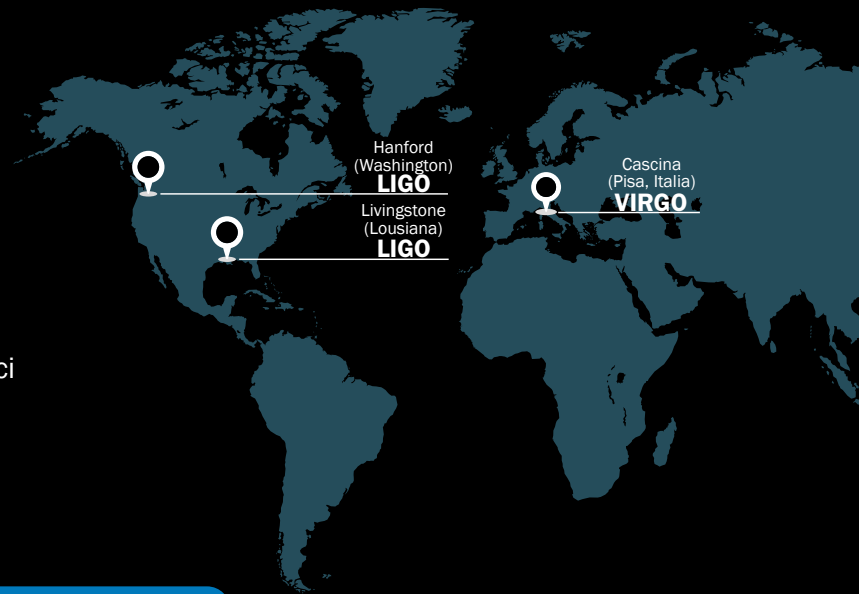 Hanford
(Washington)
LIGO
Livingstone
(Lousiana)
LIGO
Cascina
(Pisa, Italia)
VIRGO
ci